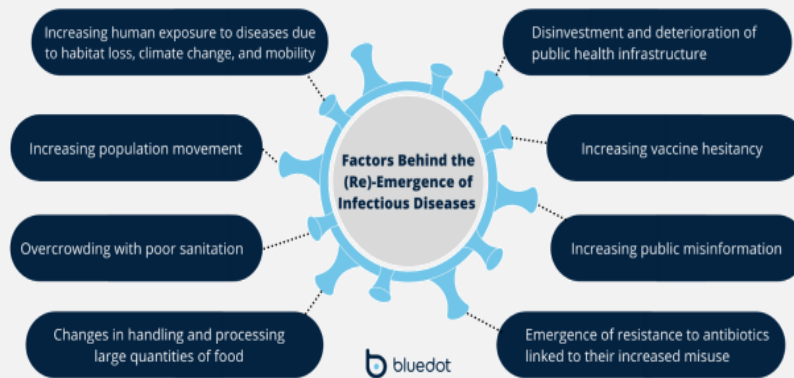 Increasing human exposure to diseases due
to habitat loss, climate change, and mobility
Increasing population movement
Overcrowding with poor sanitation
Changes in handling and processing
large quantities of food
Factors Behind the
(Re)-Emergence of
Infectious Diseases
Disinvestment and deterioration of
public health infrastructure
Increasing vaccine hesitancy
Increasing public misinformation
Emergence of resistance to antibiotics
linked to their increased misuse
bluedot